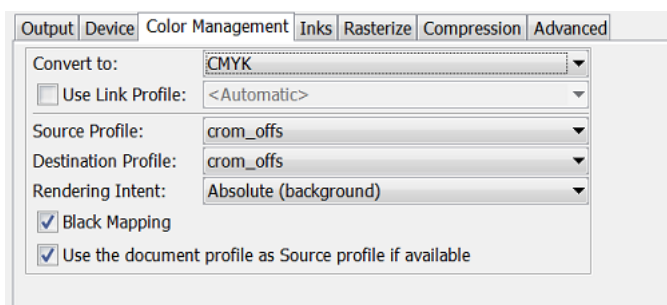 Output Device Color Management Inks Rasterize Compression Advanced
Convert to: CMYK
Use Link Profile: <Automatic>
Source Profile: crom_offs
Destination Profile: crom_offs
Rendering Intent: Absolute (background)
Black Mapping
Use the document profile as Source profile if available